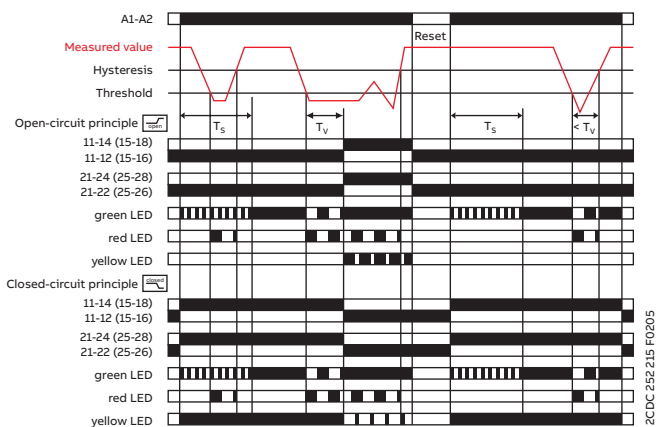 A1-A2
Reset
Measured value
Hysteresis
Threshold
Open-circuit principle open
TS TV TS < TV
11-14 (15-18)
11-12 (15-16)
21-24 (25-28)
21-22 (25-26)
green LED
red LED
yellow LED
Closed-circuit principle closed
11-14 (15-18)
11-12 (15-16)
21-24 (25-28)
21-22 (25-26)
green LED
red LED
yellow LED
2CDC 252 215 F0205